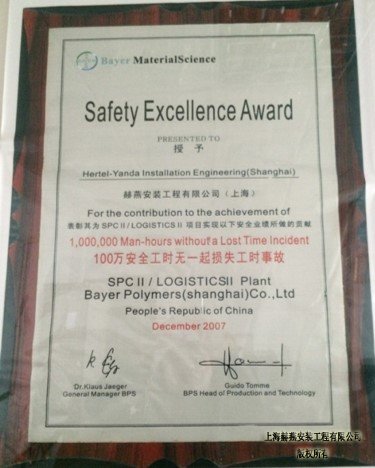 Bayer MaterialScience
Safety Excellence Award
PRESENTED TO
授 予
Hertel-Yanda Installation Engineering(Shanghai)
赫燕安装工程有限公司（上海）
For the contribution to the achievement of
表彰其为 SPC II / LOGISTICS II 项目实现以下安全业绩所做的贡献
1,000,000 Man-hours without a Lost Time Incident
100万安全工时无一起损失工时事故
SPC II / LOGISTICSII Plant
Bayer Polymers(shanghai)Co.,Ltd
People's Republic of China
December 2007
Dr.Klaus Jaeger
General Manager BPS
Guido Tomme
BPS Head of Production and Technology
上海赫燕安装工程有限公司
版权所有